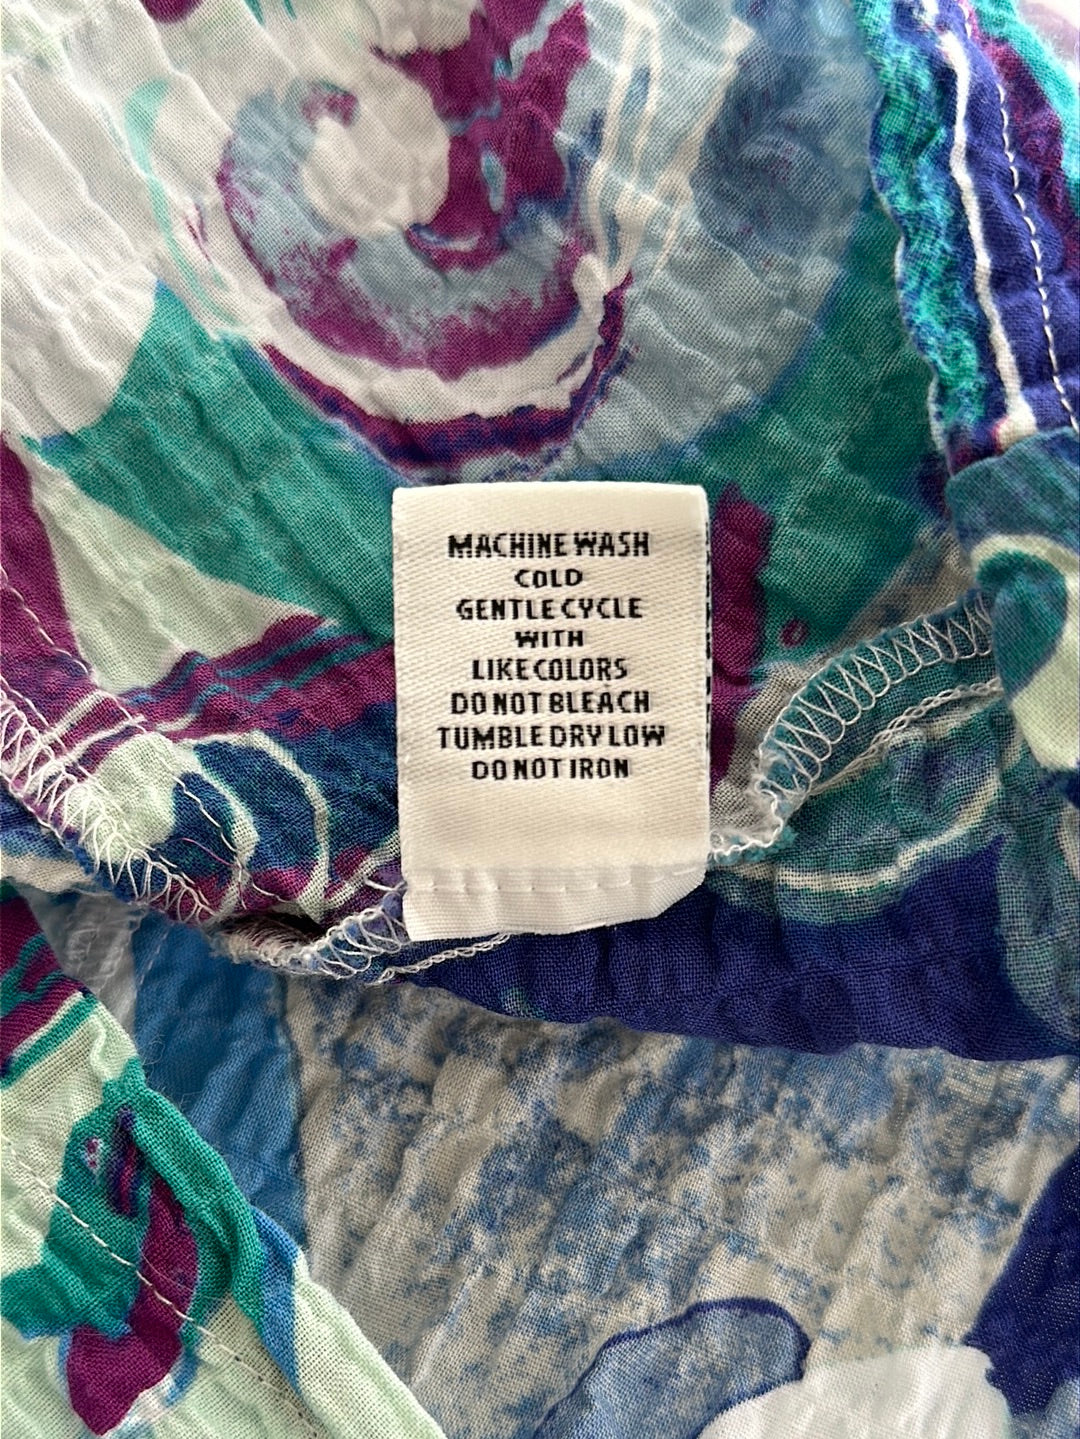 MACHINE WASH
COLD
GENTLE CYCLE
WITH
LIKE COLORS
DO NOT BLEACH
TUMBLE DRY LOW
DO NOT IRON